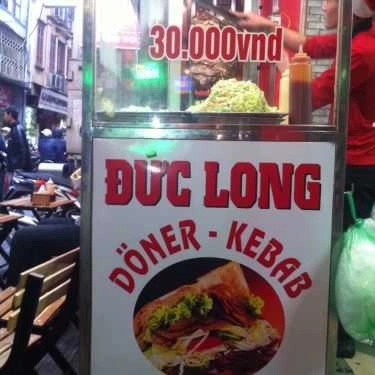 30.000vnd
ĐỨC LONG
DÖNER - KEBAB